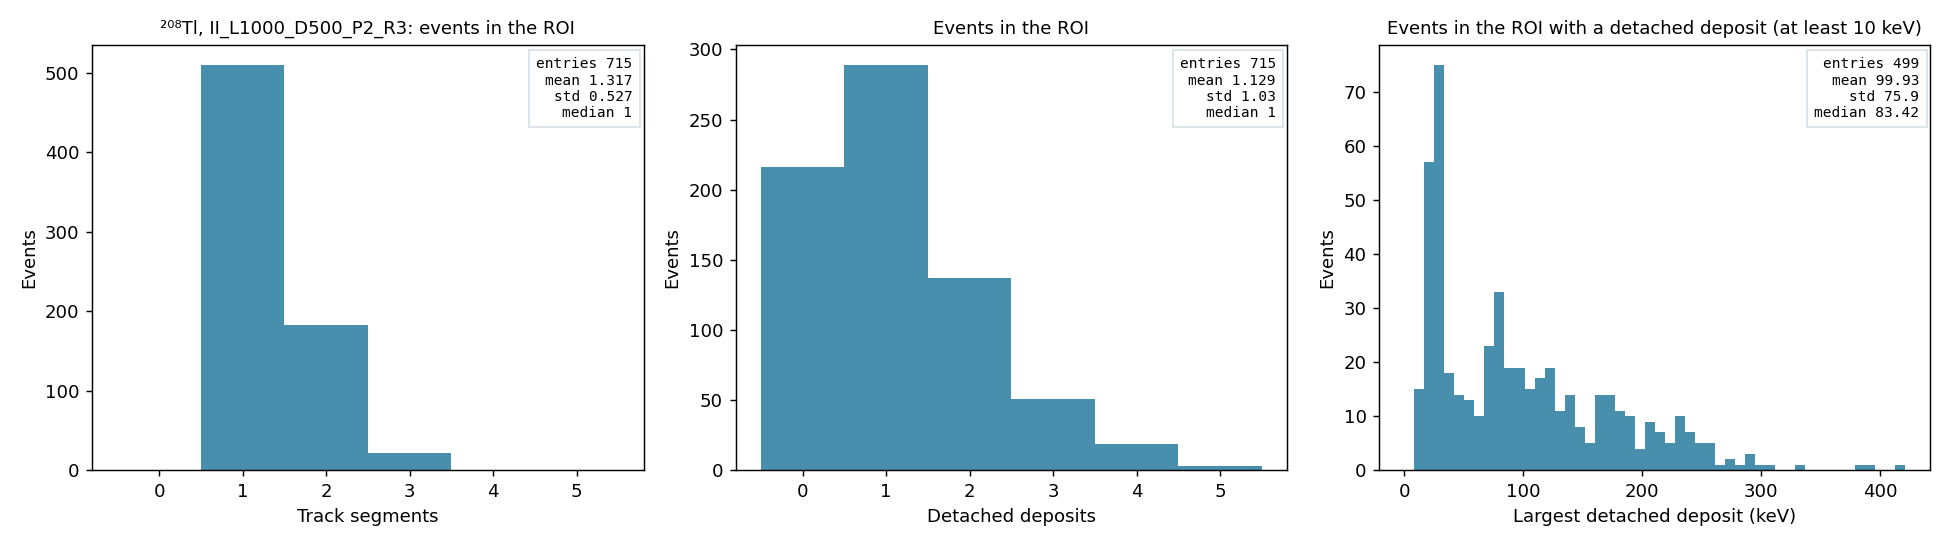 ²⁰⁸Tl, II_L1000_D500_P2_R3: events in the ROI
entries 715
mean 1.317
std 0.527
median 1
500
400
300
200
100
0
Events
0 1 2 3 4 5
Track segments
Events in the ROI
entries 715
mean 1.129
std 1.03
median 1
300
250
200
150
100
50
0
Events
0 1 2 3 4 5
Detached deposits
Events in the ROI with a detached deposit (at least 10 keV)
entries 499
mean 99.93
std 75.9
median 83.42
70
60
50
40
30
20
10
0
Events
0 100 200 300 400
Largest detached deposit (keV)